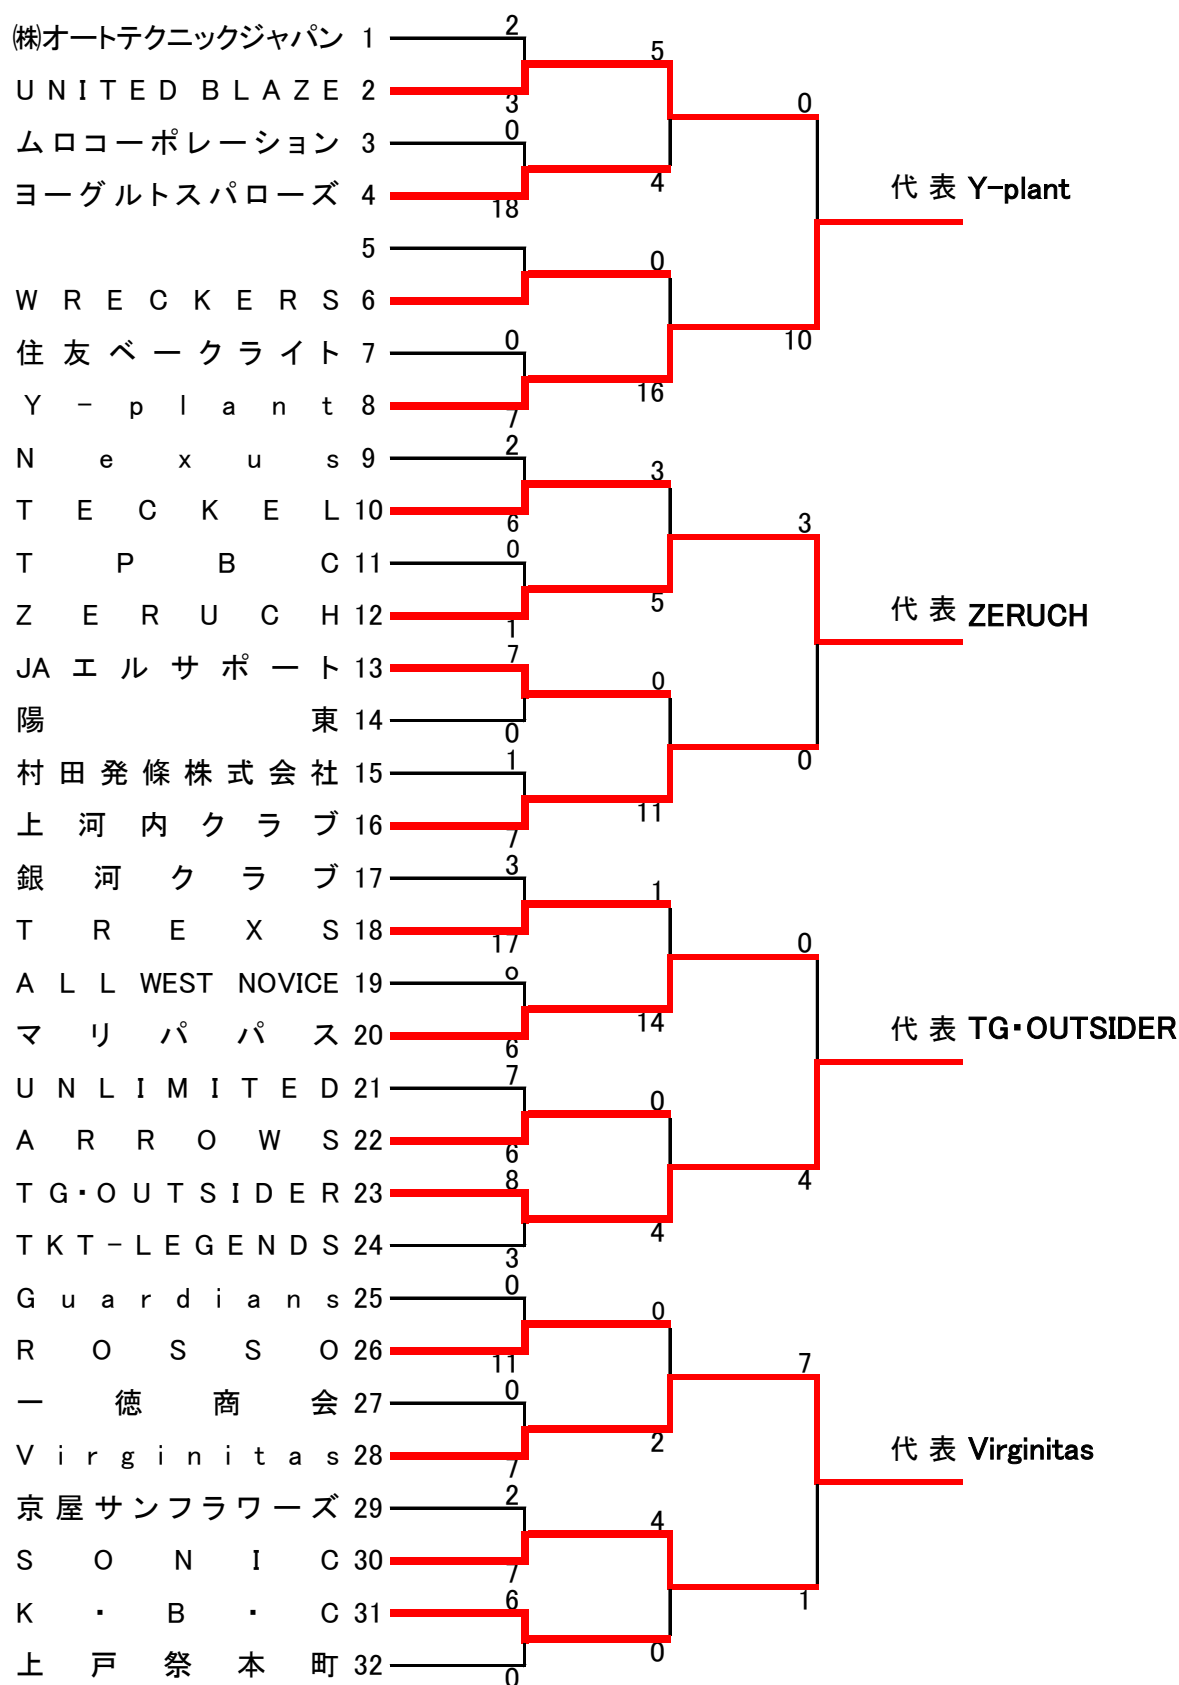 ㈱オートテクニックジャパン 1 2
5
UNITED BLAZE 2 3
0
ムロコーポレーション 3 0
ヨーグルトスパローズ 4 18
4
代表 Y-plant
5
0
WRECKERS 6
住友ベークライト 7 0
10
16
Y-plant 8 7
Nexus 9 2
3
TECKEL 10 6
3
TPBC 11 0
ZERUCH 12 1
5
代表 ZERUCH
JAエルサポート 13 7
0
陽東 14 0
0
村田発條株式会社 15 1
11
上河内クラブ 16 7
銀河クラブ 17 3
1
TREXS 18 17
0
ALL WEST NOVICE 19 o
14
マリパパス 20 6
代表 TG・OUTSIDER
UNLIMITED 21 7
0
ARROWS 22 6
4
TG・OUTSIDER 23 8
4
TKT-LEGENDS 24 3
Guardians 25 0
0
ROSSO 26 11
7
一徳商会 27 0
2
Virginitas 28 7
代表 Virginitas
京屋サンフラワーズ 29 2
4
SONIC 30 7
1
K・B・C 31 6
0
上戸祭本町 32 0